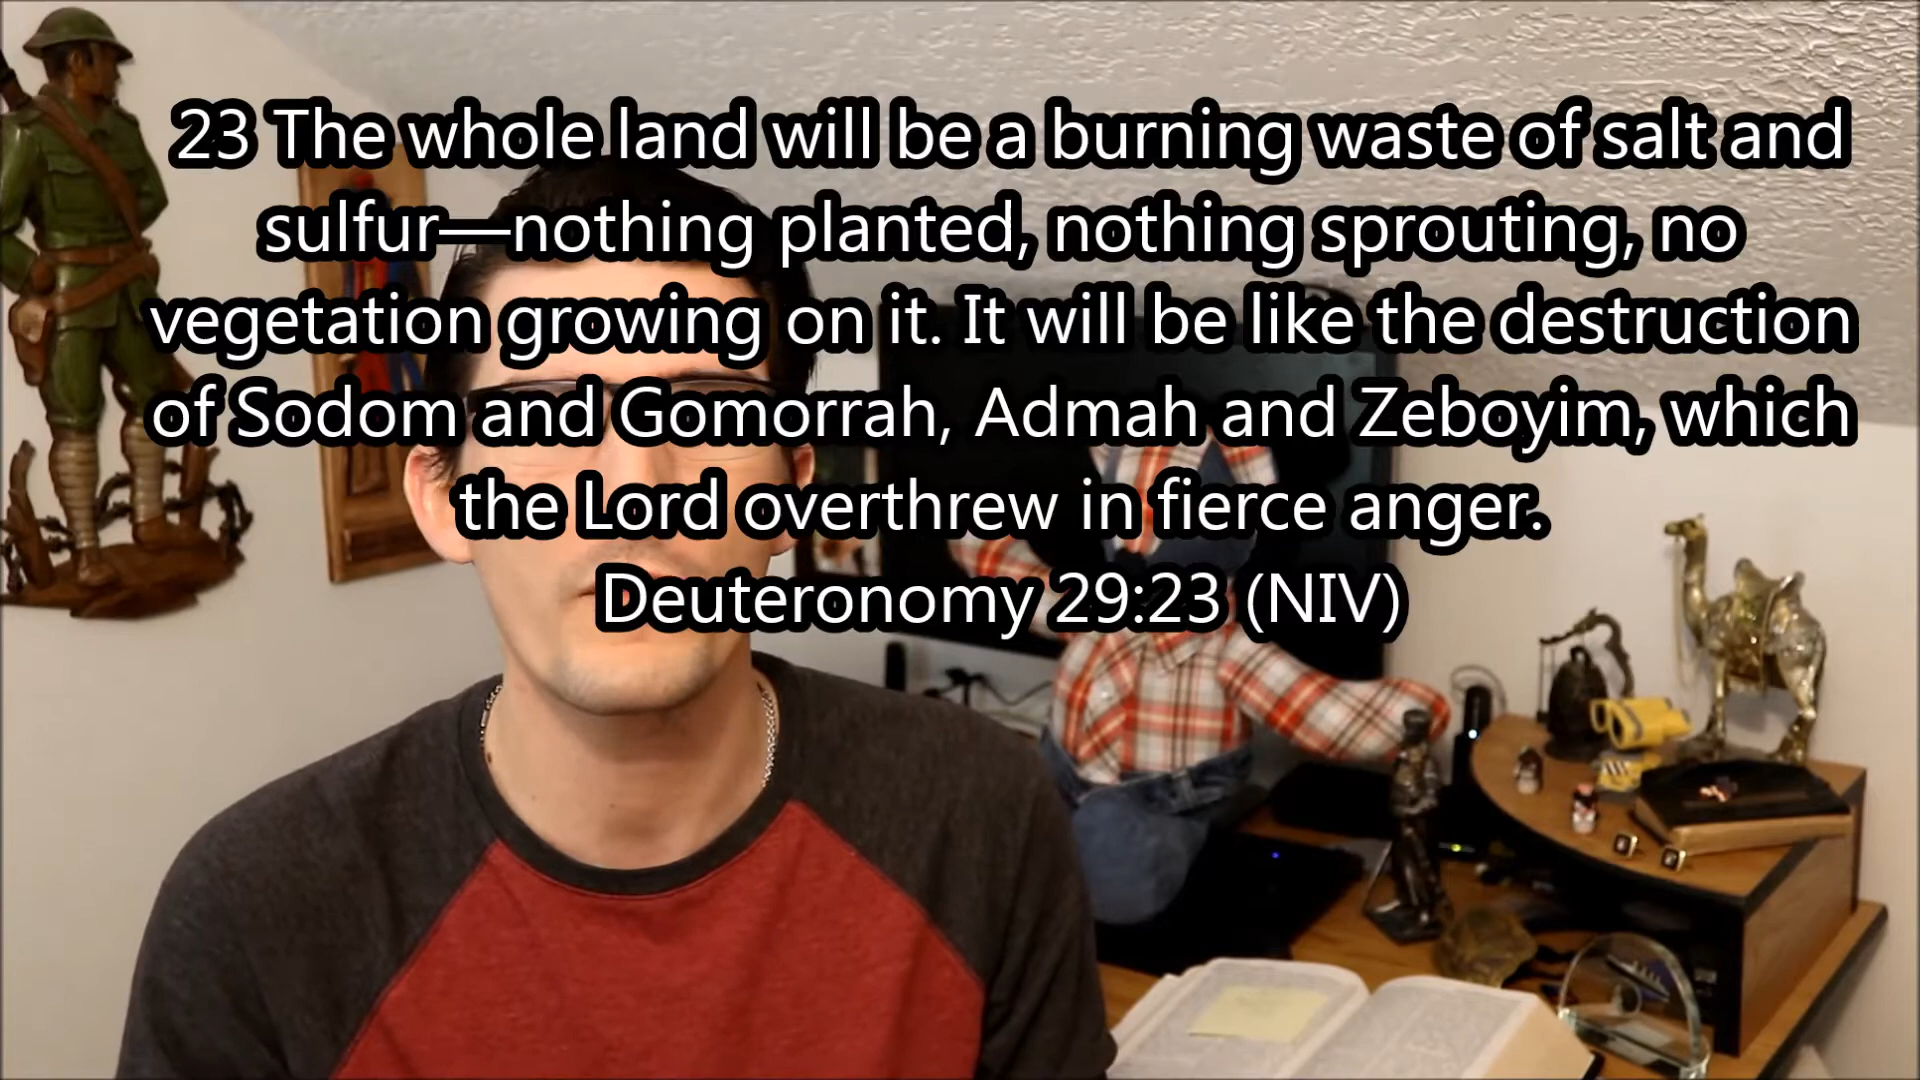 23 The whole land will be a burning waste of salt and
sulfur—nothing planted, nothing sprouting, no
vegetation growing on it. It will be like the destruction
of Sodom and Gomorrah, Admah and Zeboyim, which
the Lord overthrew in fierce anger.
Deuteronomy 29:23 (NIV)